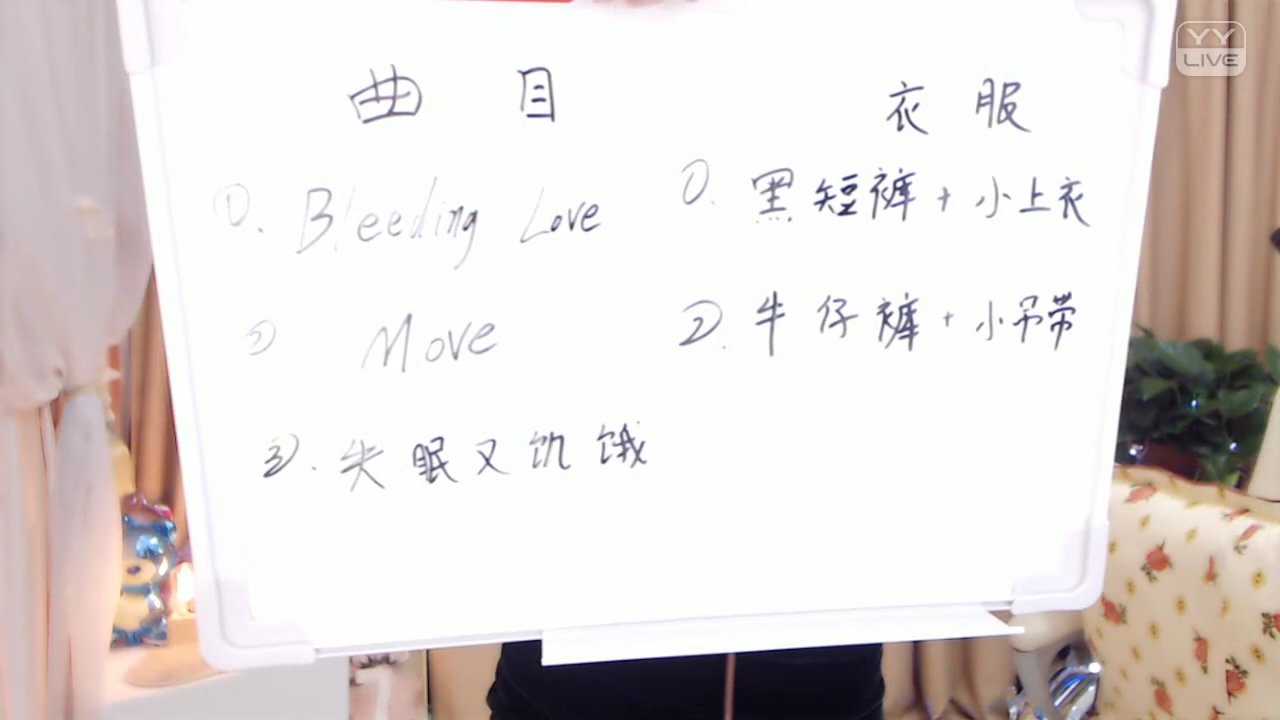 YY
LIVE
曲目
①. Bleeding Love
② Move
③. 失眠又饥饿
衣服
①. 黑短裤+小上衣
②. 牛仔裤+小吊带